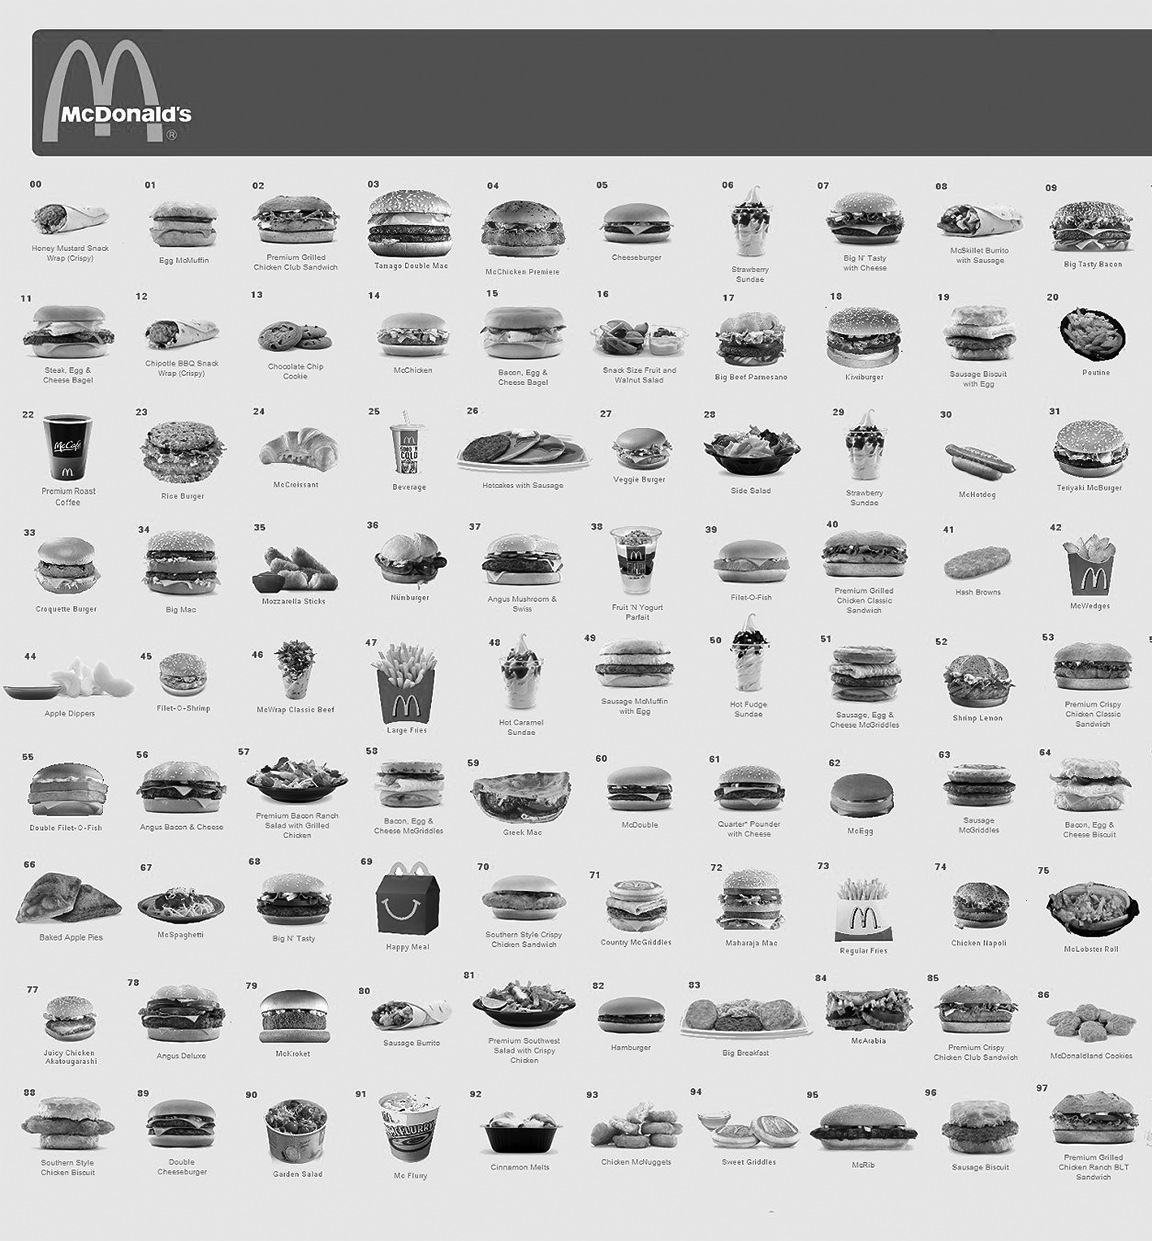 McDonald's
®
00 01 02 03 04 05 06 07 08 09
Honey Mustard Snack
Wrap (Crispy)
Egg McMuffin
Premium Grilled
Chicken Club Sandwich
Tamago Double Mac
McChicken Premiere
Cheeseburger
Strawberry
Sundae
Big N' Tasty
with Cheese
McSkillet Burrito
with Sausage
Big Tasty Bacon
11 12 13 14 15 16 17 18 19 20
Steak, Egg &
Cheese Bagel
Chipotle BBQ Snack
Wrap (Crispy)
Chocolate Chip
Cookie
McChicken
Bacon, Egg &
Cheese Bagel
Snack Size Fruit and
Walnut Salad
Big Beef Parmesano
Kiwiburger
Sausage Biscuit
with Egg
Poutine
22 23 24 25 26 27 28 29 30 31
McCafé
Premium Roast
Coffee
Rice Burger
McCroissant
Beverage
Hotcakes with Sausage
Veggie Burger
Side Salad
Strawberry
Sundae
McHotdog
Teriyaki McBurger
33 34 35 36 37 38 39 40 41 42
Croquette Burger
Big Mac
Mozzarella Sticks
Nürnburger
Angus Mushroom &
Swiss
Fruit 'N Yogurt
Parfait
Filet-O-Fish
Premium Grilled
Chicken Classic
Sandwich
Hash Browns
McWedges
44 45 46 47 48 49 50 51 52 53
Apple Dippers
Filet-O-Shrimp
McWrap Classic Beef
Large Fries
Hot Caramel
Sundae
Sausage McMuffin
with Egg
Hot Fudge
Sundae
Sausage, Egg &
Cheese McGriddles
Shrimp Lemon
Premium Crispy
Chicken Classic
Sandwich
55 56 57 58 59 60 61 62 63 64
Double Filet-O-Fish
Angus Bacon & Cheese
Premium Bacon Ranch
Salad with Grilled
Chicken
Bacon, Egg &
Cheese McGriddles
Greek Mac
McDouble
Quarter* Pounder
with Cheese
McEgg
Sausage
McGriddles
Bacon, Egg &
Cheese Biscuit
66 67 68 69 70 71 72 73 74 75
Baked Apple Pies
McSpaghetti
Big N' Tasty
Happy Meal
Southern Style Crispy
Chicken Sandwich
Country McGriddles
Maharaja Mac
Regular Fries
Chicken Napoli
McLobster Roll
77 78 79 80 81 82 83 84 85 86
Juicy Chicken
Akatougarashi
Angus Deluxe
McKroket
Sausage Burrito
Premium Southwest
Salad with Crispy
Chicken
Hamburger
Big Breakfast
McArabia
Premium Crispy
Chicken Club Sandwich
McDonaldland Cookies
88 89 90 91 92 93 94 95 96 97
Southern Style
Chicken Biscuit
Double
Cheeseburger
Garden Salad
Mc Flurry
Cinnamon Melts
Chicken McNuggets
Sweet Griddles
McRib
Sausage Biscuit
Premium Grilled
Chicken Ranch BLT
Sandwich